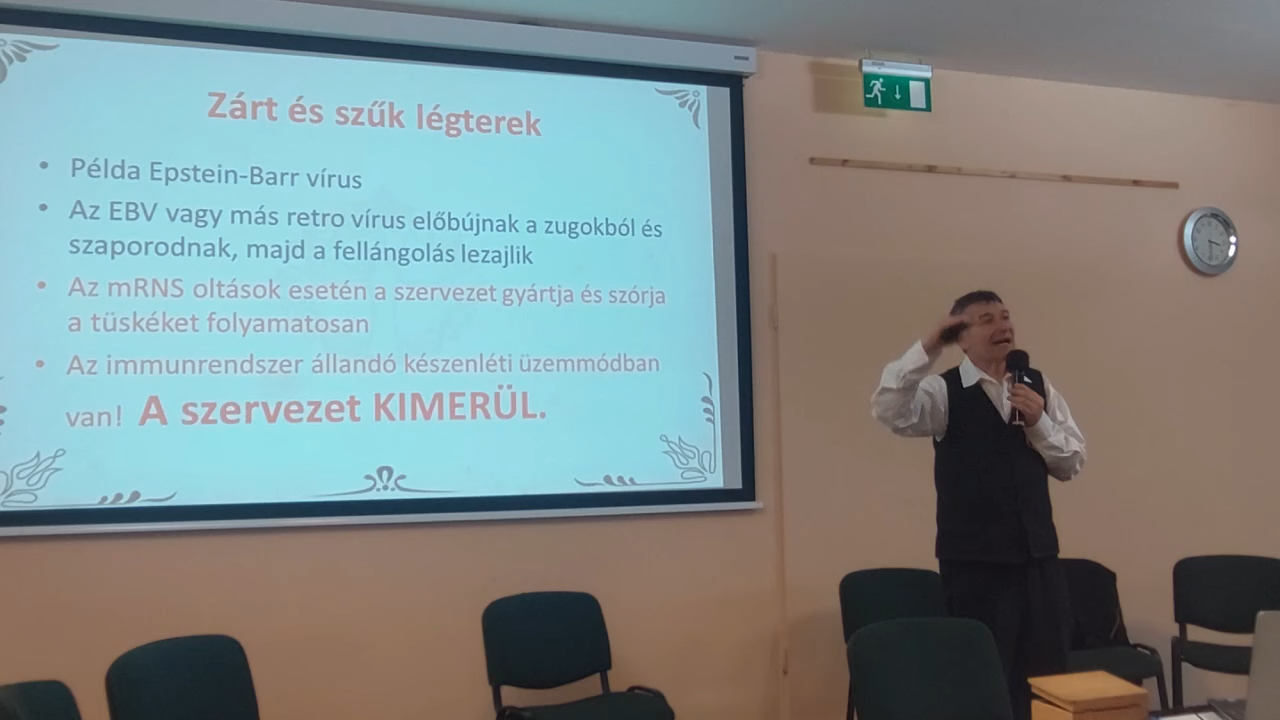 Zárt és szűk légterek
• Példa Epstein-Barr vírus
• Az EBV vagy más retro vírus előbújnak a zugokból és
szaporodnak, majd a fellángolás lezajlik
• Az mRNS oltások esetén a szervezet gyártja és szórja
a tüskéket folyamatosan
• Az immunrendszer állandó készenléti üzemmódban
van! A szervezet KIMERÜL.